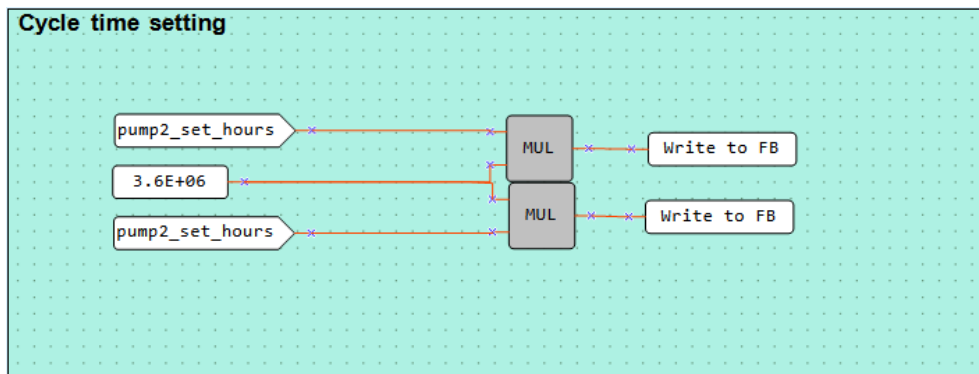 Cycle time setting
pump2_set_hours
MUL
Write to FB
3.6E+06
MUL
Write to FB
pump2_set_hours